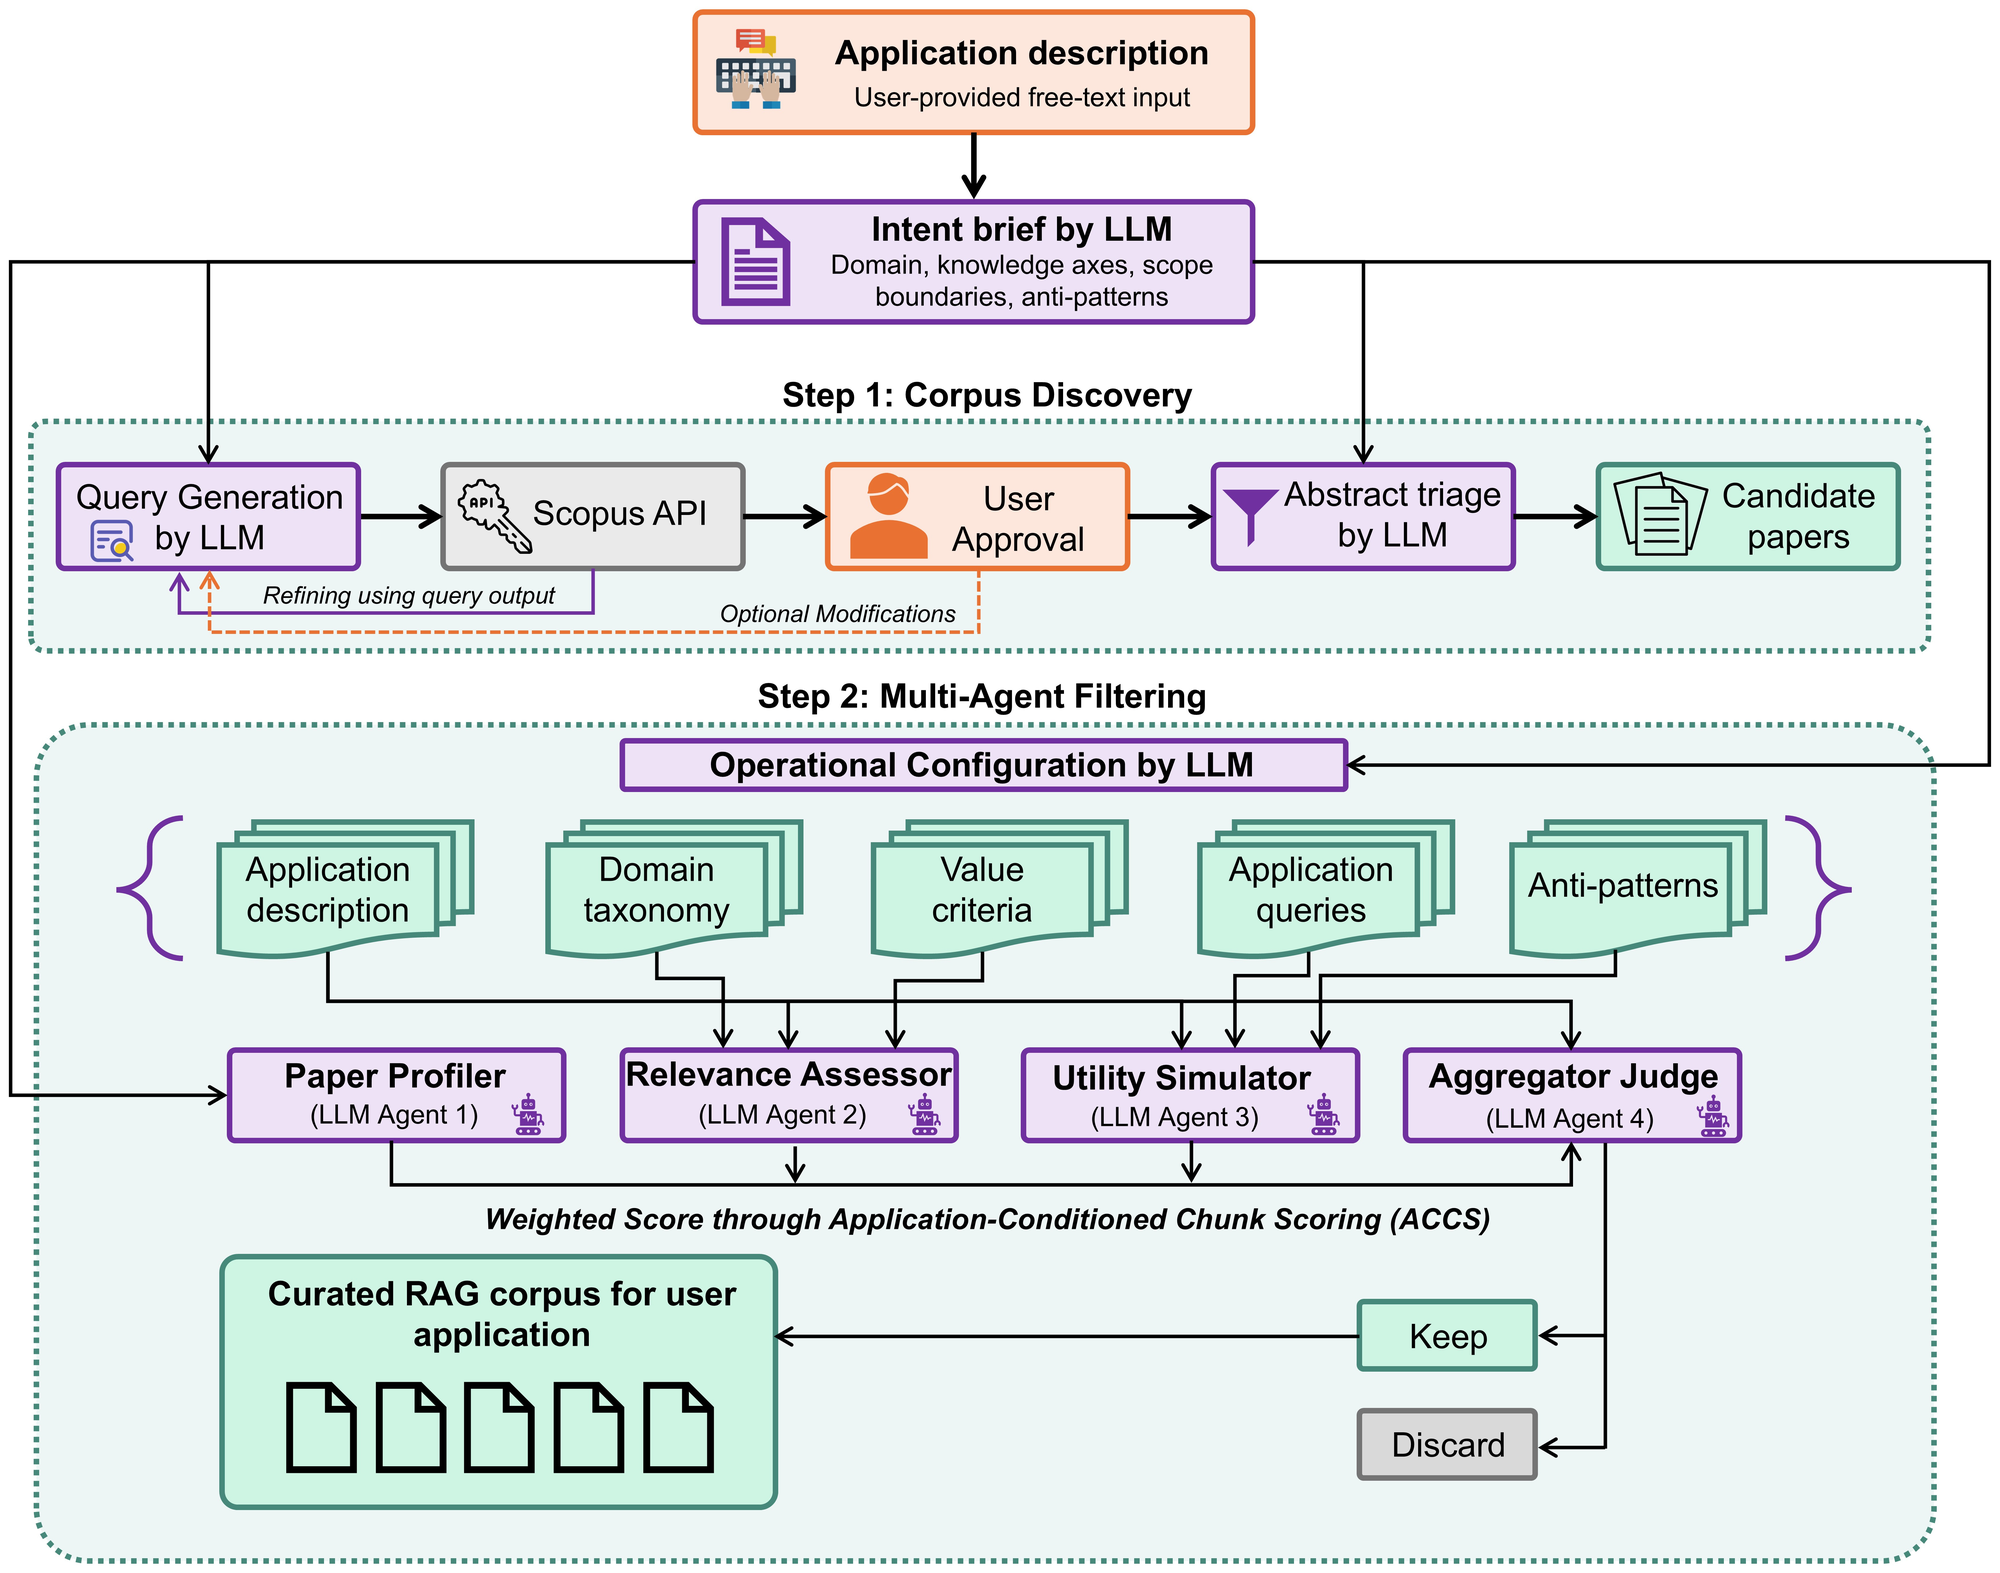 Application description
User-provided free-text input
Intent brief by LLM
Domain, knowledge axes, scope
boundaries, anti-patterns
Step 1: Corpus Discovery
Query Generation
by LLM
API
Scopus API
User
Approval
Abstract triage
by LLM
Candidate
papers
Refining using query output
Optional Modifications
Step 2: Multi-Agent Filtering
Operational Configuration by LLM
Application
description
Domain
taxonomy
Value
criteria
Application
queries
Anti-patterns
Paper Profiler
(LLM Agent 1)
Relevance Assessor
(LLM Agent 2)
Utility Simulator
(LLM Agent 3)
Aggregator Judge
(LLM Agent 4)
Weighted Score through Application-Conditioned Chunk Scoring (ACCS)
Curated RAG corpus for user
application
Keep
Discard